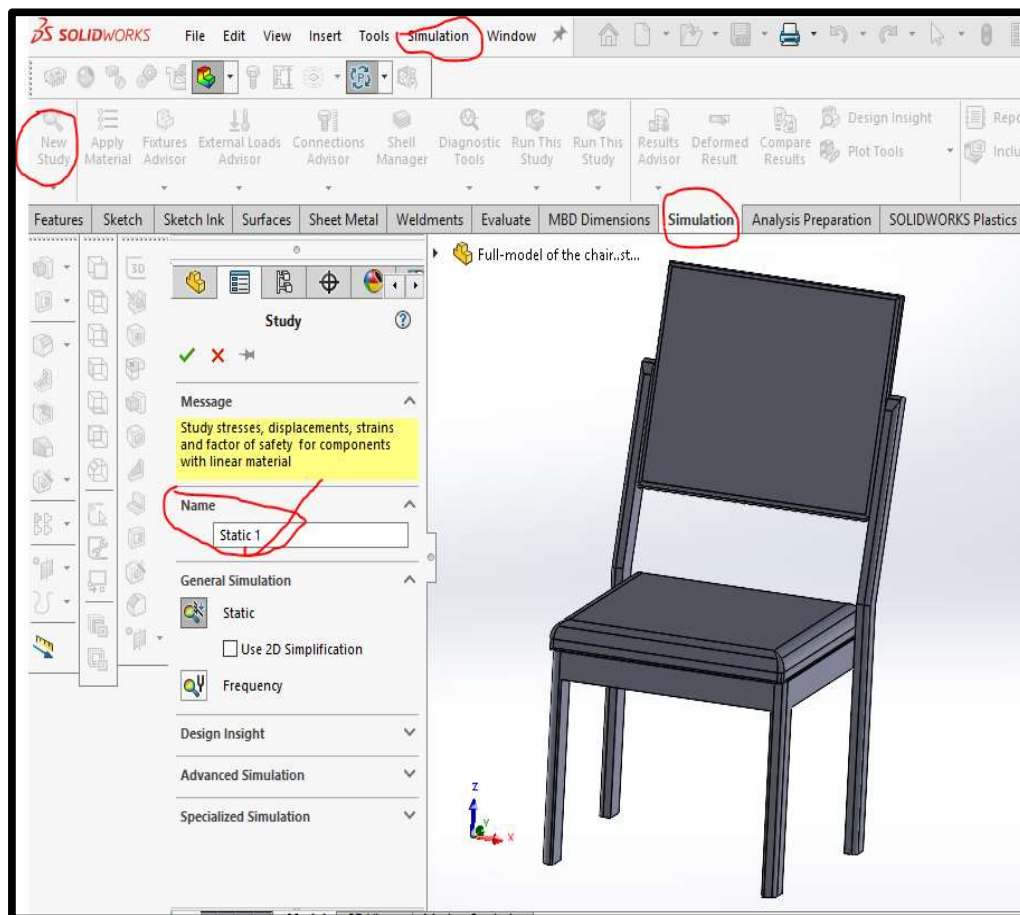 SOLIDWORKS File Edit View Insert Tools Simulation Window
New Study
Apply Material
Fixtures Advisor
External Loads Advisor
Connections Advisor
Shell Manager
Diagnostic Tools
Run This Study
Run This Study
Results Advisor
Deformed Result
Compare Results
Design Insight
Plot Tools
Features Sketch Sketch Ink Surfaces Sheet Metal Weldments Evaluate MBD Dimensions Simulation Analysis Preparation SOLIDWORKS Plastics
3D
Full-model of the chair..st...
Study
Message
Study stresses, displacements, strains
and factor of safety for components
with linear material
Name
Static 1
General Simulation
Static
Use 2D Simplification
Frequency
Design Insight
Advanced Simulation
Specialized Simulation
Z
Y
X